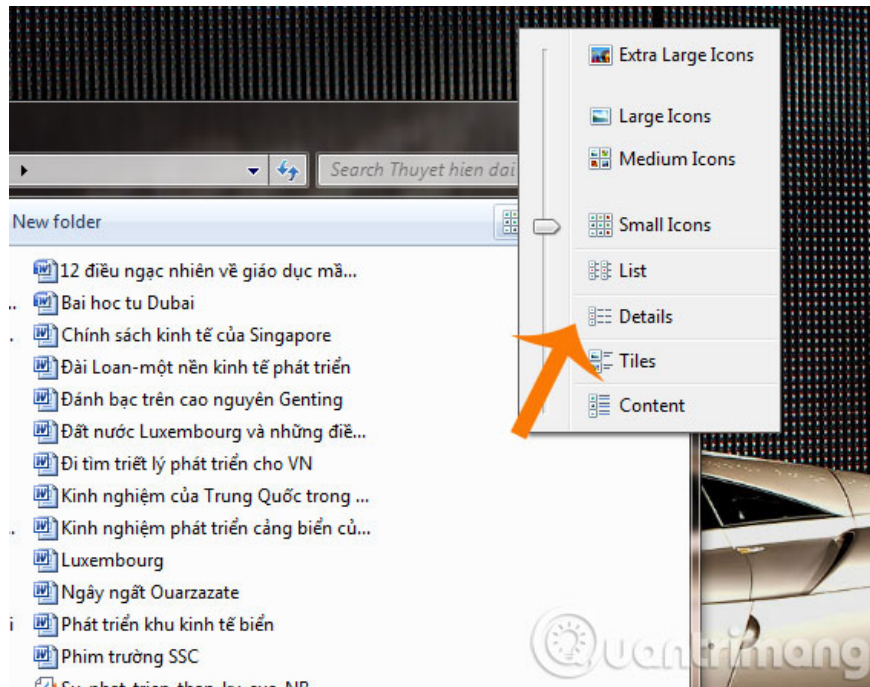 Extra Large Icons
Large Icons
Medium Icons
Small Icons
List
Details
Tiles
Content
Search Thuyet hien dai
New folder
12 điều ngạc nhiên về giáo dục mầ...
Bai hoc tu Dubai
Chính sách kinh tế của Singapore
Đài Loan-một nền kinh tế phát triển
Đánh bạc trên cao nguyên Genting
Đất nước Luxembourg và những điề...
Đi tìm triết lý phát triển cho VN
Kinh nghiệm của Trung Quốc trong ...
Kinh nghiệm phát triển cảng biển củ...
Luxembourg
Ngây ngất Ouarzazate
Phát triển khu kinh tế biển
Phim trường SSC
Quantrimang